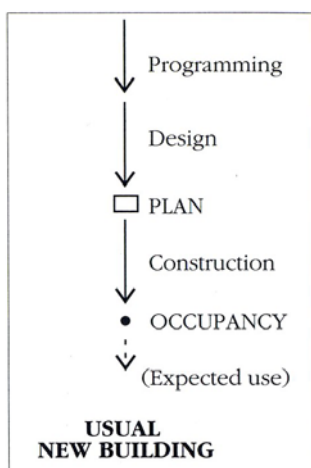 Programming
Design
PLAN
Construction
OCCUPANCY
(Expected use)
USUAL
NEW BUILDING